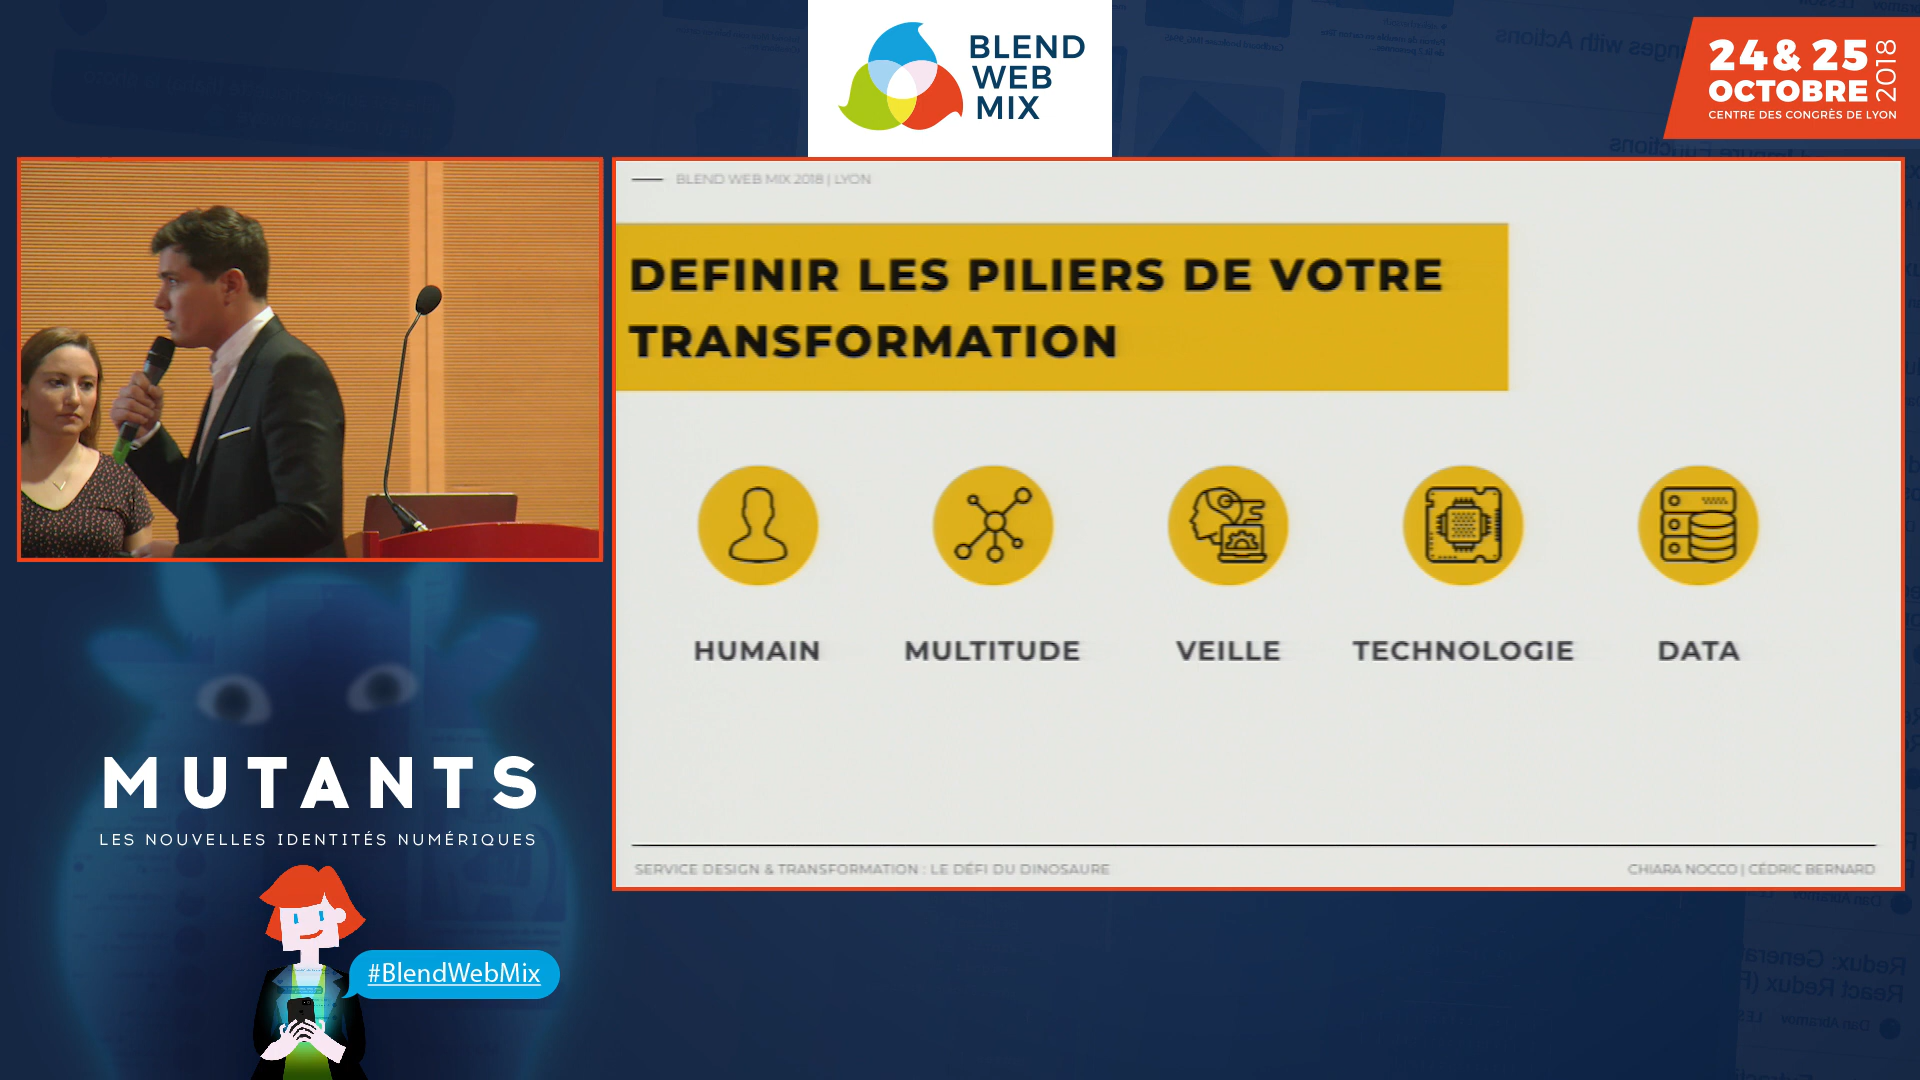 BLEND
WEB
MIX
24 & 25
OCTOBRE
2018
CENTRE DES CONGRÈS DE LYON
BLEND WEB MIX 2018 | LYON
DEFINIR LES PILIERS DE VOTRE
TRANSFORMATION
HUMAIN
MULTITUDE
VEILLE
TECHNOLOGIE
DATA
SERVICE DESIGN & TRANSFORMATION : LE DÉFI DU DINOSAURE
CHIARA NOCCO | CÉDRIC BERNARD
MUTANTS
LES NOUVELLES IDENTITÉS NUMÉRIQUES
#BlendWebMix